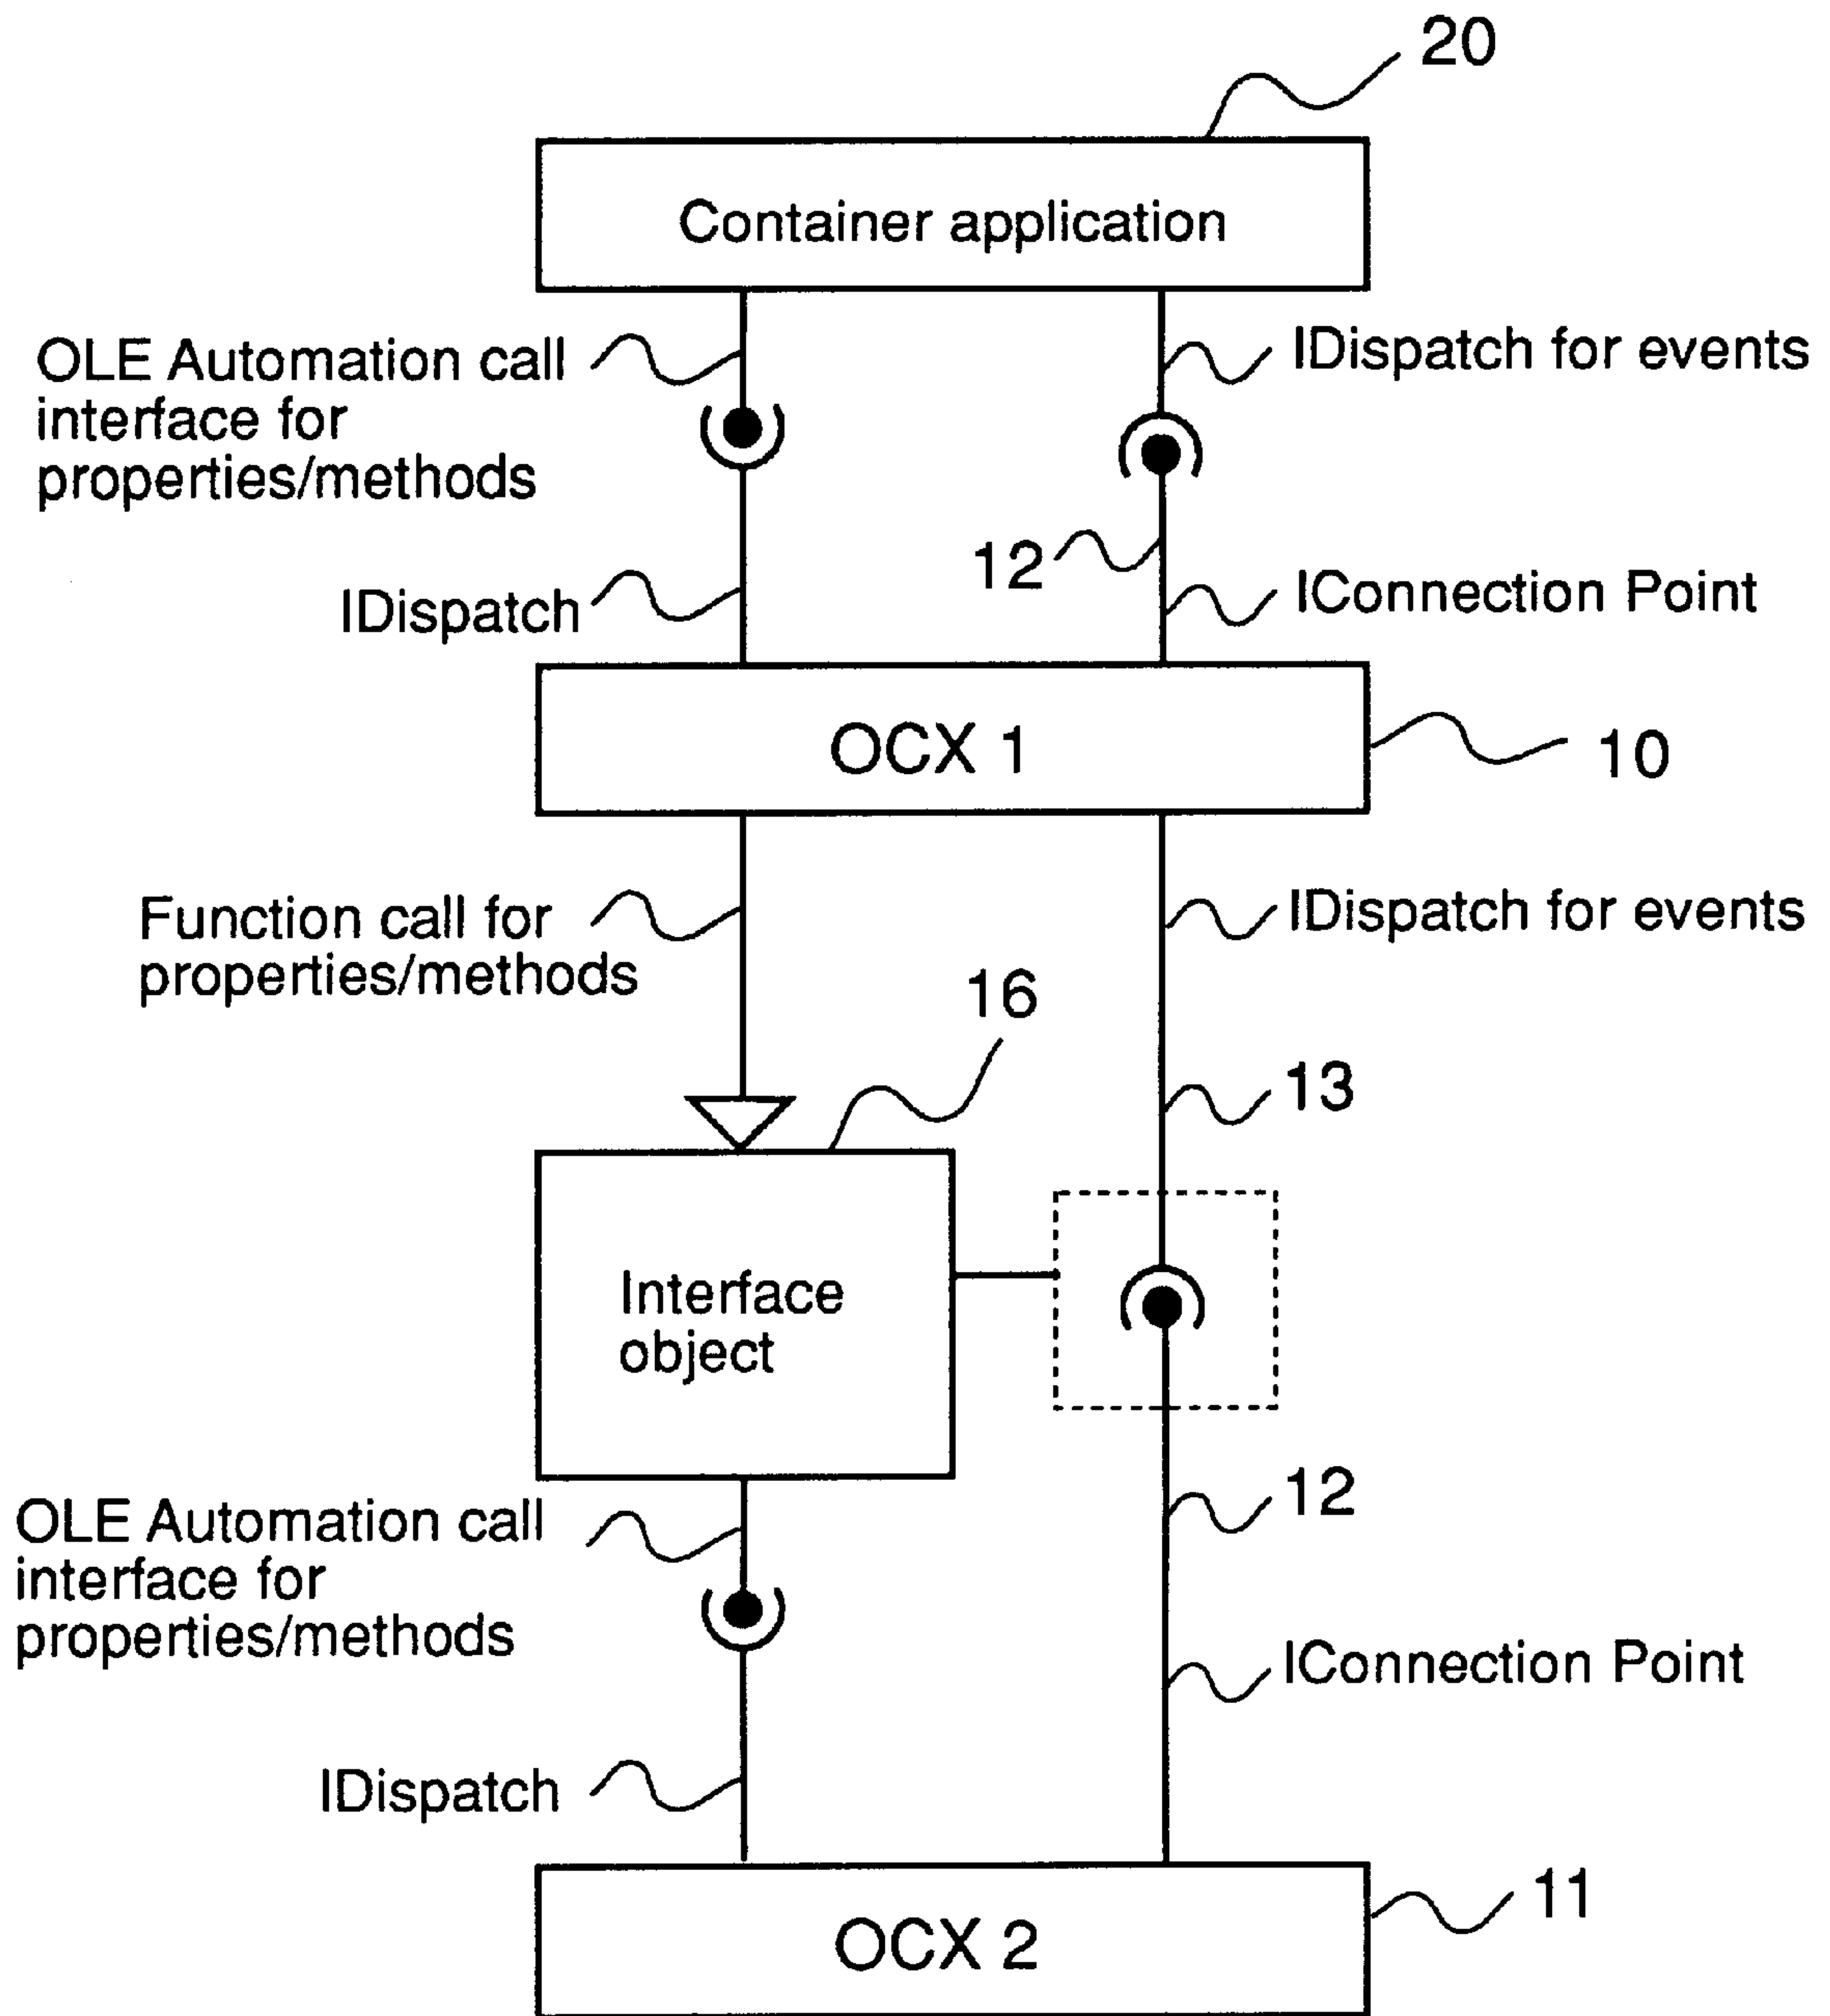 20
Container application
OLE Automation call
interface for
properties/methods
IDispatch for events
12
IDispatch
IConnection Point
OCX 1
10
Function call for
properties/methods
IDispatch for events
16
13
Interface
object
12
OLE Automation call
interface for
properties/methods
IConnection Point
IDispatch
11
OCX 2